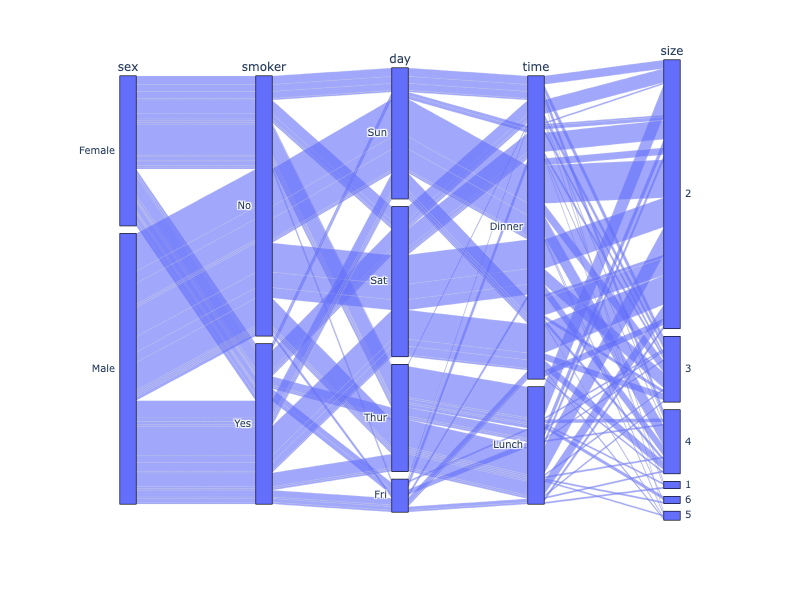 sex
smoker
day
time
size
Female
Male
No
Yes
Sun
Sat
Thur
Fri
Dinner
Lunch
2
3
4
1
6
5